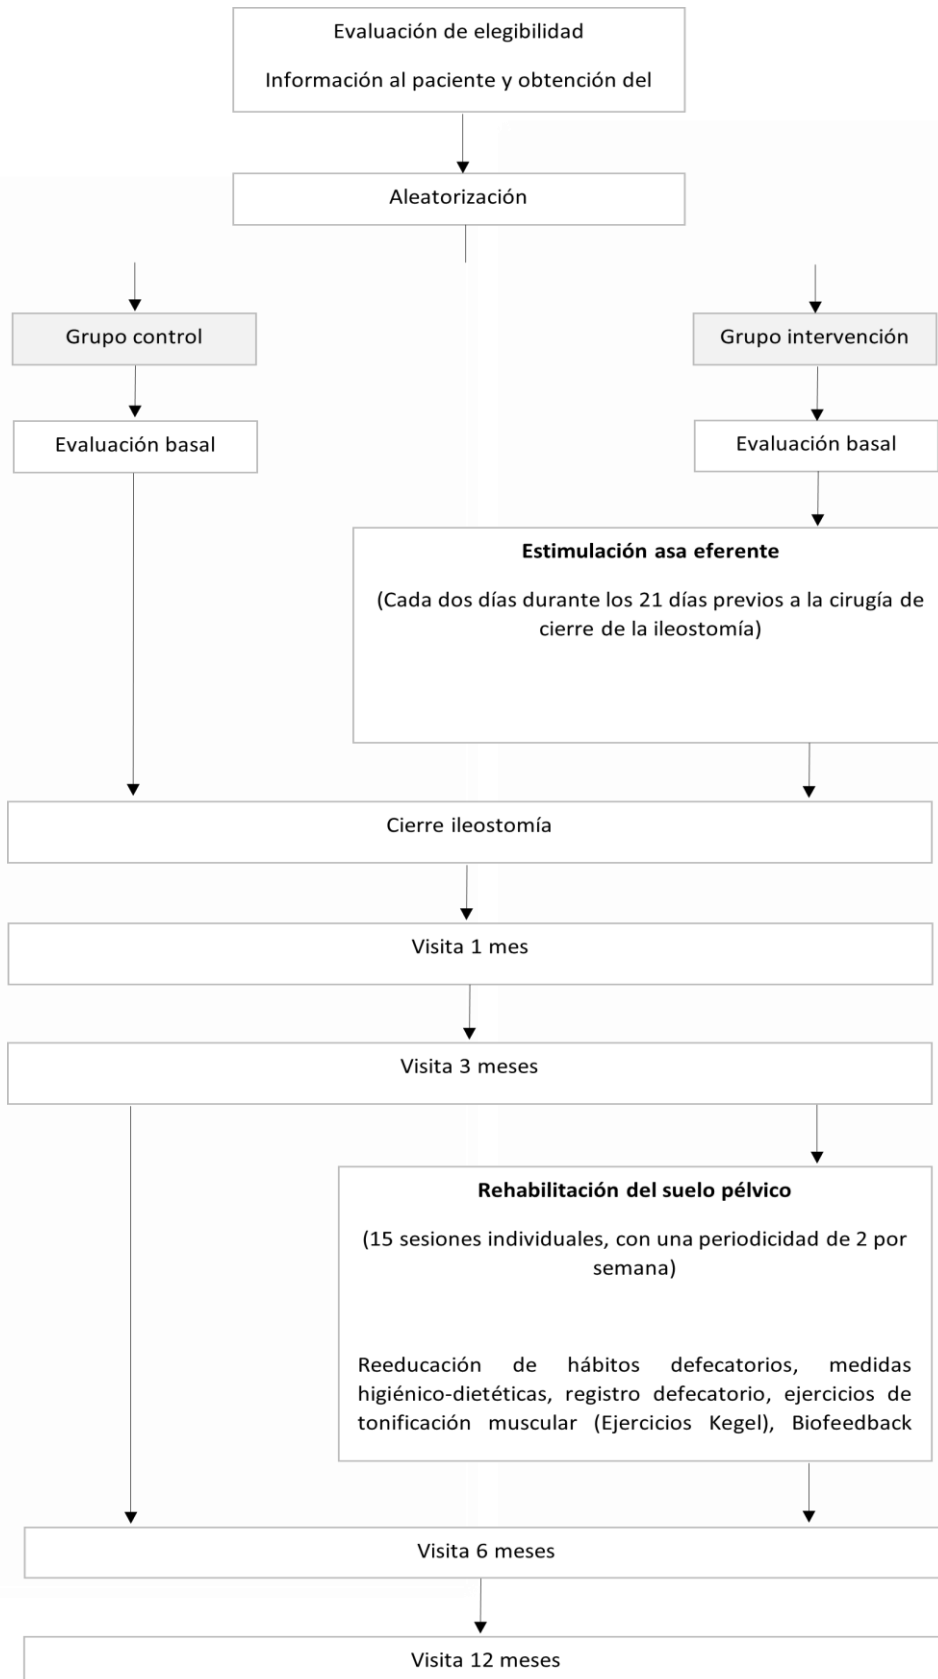 Evaluación de elegibilidad
Información al paciente y obtención del
Aleatorización
Grupo control
Grupo intervención
Evaluación basal
Evaluación basal
Estimulación asa eferente
(Cada dos días durante los 21 días previos a la cirugía de
cierre de la ileostomía)
Cierre ileostomía
Visita 1 mes
Visita 3 meses
Rehabilitación del suelo pélvico
(15 sesiones individuales, con una periodicidad de 2 por
semana)
Reeducación de hábitos defecatorios, medidas
higiénico-dietéticas, registro defecatorio, ejercicios de
tonificación muscular (Ejercicios Kegel), Biofeedback
Visita 6 meses
Visita 12 meses